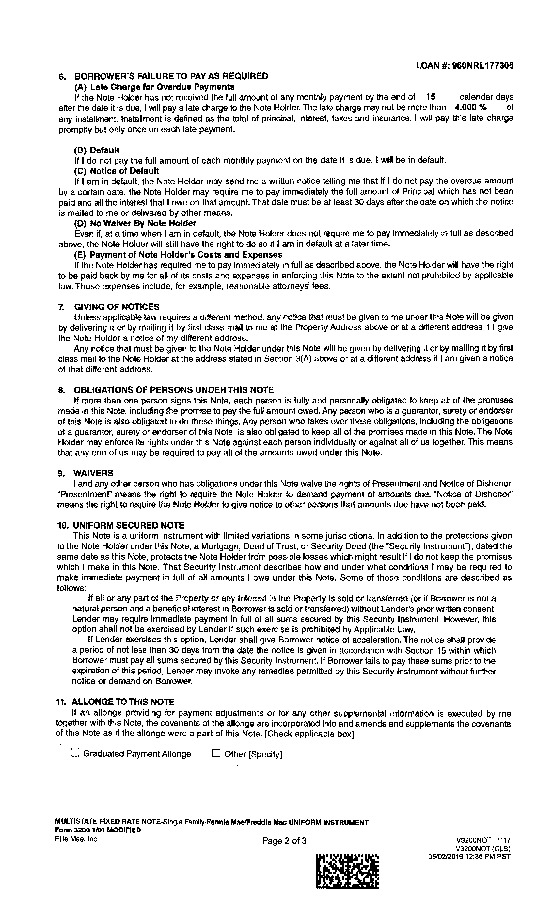 LOAN #: 960NRL177305
6. BORROWER'S FAILURE TO PAY AS REQUIRED
(A) Late Charge for Overdue Payments
If the Note Holder has not received the full amount of any monthly payment by the end of 15 calendar days
after the date it is due, I will pay a late charge to the Note Holder. The late charge may not be more than 4.000 % of
any installment. Installment is defined as the total of principal, interest, taxes and insurance. I will pay this late charge
promptly but only once on each late payment.
(B) Default
If I do not pay the full amount of each monthly payment on the date it is due, I will be in default.
(C) Notice of Default
If I am in default, the Note Holder may send me a written notice telling me that if I do not pay the overdue amount
by a certain date, the Note Holder may require me to pay immediately the full amount of Principal which has not been
paid and all the interest that I owe on that amount. That date must be at least 30 days after the date on which the notice
is mailed to me or delivered by other means.
(D) No Waiver By Note Holder
Even if, at a time when I am in default, the Note Holder does not require me to pay immediately in full as described
above, the Note Holder will still have the right to do so if I am in default at a later time.
(E) Payment of Note Holder's Costs and Expenses
If the Note Holder has required me to pay immediately in full as described above, the Note Holder will have the right
to be paid back by me for all of its costs and expenses in enforcing this Note to the extent not prohibited by applicable
law. Those expenses include, for example, reasonable attorneys' fees.
7. GIVING OF NOTICES
Unless applicable law requires a different method, any notice that must be given to me under this Note will be given
by delivering it or by mailing it by first class mail to me at the Property Address above or at a different address if I give
the Note Holder a notice of my different address.
Any notice that must be given to the Note Holder under this Note will be given by delivering it or by mailing it by first
class mail to the Note Holder at the address stated in Section 3(A) above or at a different address if I am given a notice
of that different address.
8. OBLIGATIONS OF PERSONS UNDER THIS NOTE
If more than one person signs this Note, each person is fully and personally obligated to keep all of the promises
made in this Note, including the promise to pay the full amount owed. Any person who is a guarantor, surety or endorser
of this Note is also obligated to do these things. Any person who takes over these obligations, including the obligations
of a guarantor, surety or endorser of this Note, is also obligated to keep all of the promises made in this Note. The Note
Holder may enforce its rights under this Note against each person individually or against all of us together. This means
that any one of us may be required to pay all of the amounts owed under this Note.
9. WAIVERS
I and any other person who has obligations under this Note waive the rights of Presentment and Notice of Dishonor.
"Presentment" means the right to require the Note Holder to demand payment of amounts due. "Notice of Dishonor"
means the right to require the Note Holder to give notice to other persons that amounts due have not been paid.
10. UNIFORM SECURED NOTE
This Note is a uniform instrument with limited variations in some jurisdictions. In addition to the protections given
to the Note Holder under this Note, a Mortgage, Deed of Trust, or Security Deed (the "Security Instrument"), dated the
same date as this Note, protects the Note Holder from possible losses which might result if I do not keep the promises
which I make in this Note. That Security Instrument describes how and under what conditions I may be required to
make immediate payment in full of all amounts I owe under this Note. Some of those conditions are described as
follows:
If all or any part of the Property or any Interest in the Property is sold or transferred (or if Borrower is not a
natural person and a beneficial interest in Borrower is sold or transferred) without Lender's prior written consent,
Lender may require immediate payment in full of all sums secured by this Security Instrument. However, this
option shall not be exercised by Lender if such exercise is prohibited by Applicable Law.
If Lender exercises this option, Lender shall give Borrower notice of acceleration. The notice shall provide
a period of not less than 30 days from the date the notice is given in accordance with Section 15 within which
Borrower must pay all sums secured by this Security Instrument. If Borrower fails to pay these sums prior to the
expiration of this period, Lender may invoke any remedies permitted by this Security Instrument without further
notice or demand on Borrower.
11. ALLONGE TO THIS NOTE
If an allonge providing for payment adjustments or for any other supplemental information is executed by me
together with this Note, the covenants of the allonge are incorporated into and amends and supplements the covenants
of this Note as if the allonge were a part of this Note. [Check applicable box]
☐ Graduated Payment Allonge ☐ Other [Specify]
MULTISTATE FIXED RATE NOTE-Single Family-Fannie Mae/Freddie Mac UNIFORM INSTRUMENT
Form 3200 1/01 MODIFIED
Ellie Mae, Inc.
Page 2 of 3
V3200NOT 1117
V3200NOT (CLS)
05/02/2019 12:36 PM PST